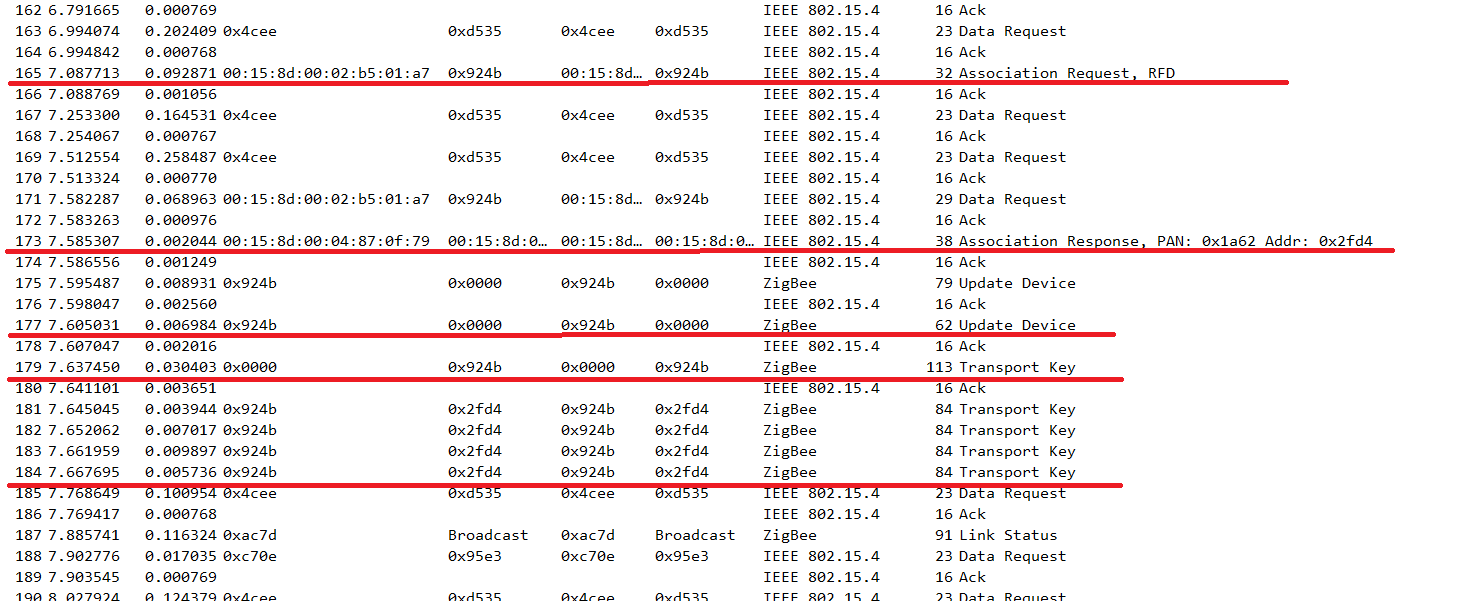 162 6.791665 0.000769 IEEE 802.15.4 16 Ack
163 6.994074 0.202409 0x4cee 0xd535 0x4cee 0xd535 IEEE 802.15.4 23 Data Request
164 6.994842 0.000768 IEEE 802.15.4 16 Ack
165 7.087713 0.092871 00:15:8d:00:02:b5:01:a7 0x924b 00:15:8d… 0x924b IEEE 802.15.4 32 Association Request, RFD
166 7.088769 0.001056 IEEE 802.15.4 16 Ack
167 7.253300 0.164531 0x4cee 0xd535 0x4cee 0xd535 IEEE 802.15.4 23 Data Request
168 7.254067 0.000767 IEEE 802.15.4 16 Ack
169 7.512554 0.258487 0x4cee 0xd535 0x4cee 0xd535 IEEE 802.15.4 23 Data Request
170 7.513324 0.000770 IEEE 802.15.4 16 Ack
171 7.582287 0.068963 00:15:8d:00:02:b5:01:a7 0x924b 00:15:8d… 0x924b IEEE 802.15.4 29 Data Request
172 7.583263 0.000976 IEEE 802.15.4 16 Ack
173 7.585307 0.002044 00:15:8d:00:04:87:0f:79 00:15:8d:0… 00:15:8d… 00:15:8d:0… IEEE 802.15.4 38 Association Response, PAN: 0x1a62 Addr: 0x2fd4
174 7.586556 0.001249 IEEE 802.15.4 16 Ack
175 7.595487 0.008931 0x924b 0x0000 0x924b 0x0000 ZigBee 79 Update Device
176 7.598047 0.002560 IEEE 802.15.4 16 Ack
177 7.605031 0.006984 0x924b 0x0000 0x924b 0x0000 ZigBee 62 Update Device
178 7.607047 0.002016 IEEE 802.15.4 16 Ack
179 7.637450 0.030403 0x0000 0x924b 0x0000 0x924b ZigBee 113 Transport Key
180 7.641101 0.003651 IEEE 802.15.4 16 Ack
181 7.645045 0.003944 0x924b 0x2fd4 0x924b 0x2fd4 ZigBee 84 Transport Key
182 7.652062 0.007017 0x924b 0x2fd4 0x924b 0x2fd4 ZigBee 84 Transport Key
183 7.661959 0.009897 0x924b 0x2fd4 0x924b 0x2fd4 ZigBee 84 Transport Key
184 7.667695 0.005736 0x924b 0x2fd4 0x924b 0x2fd4 ZigBee 84 Transport Key
185 7.768649 0.100954 0x4cee 0xd535 0x4cee 0xd535 IEEE 802.15.4 23 Data Request
186 7.769417 0.000768 IEEE 802.15.4 16 Ack
187 7.885741 0.116324 0xac7d Broadcast 0xac7d Broadcast ZigBee 91 Link Status
188 7.902776 0.017035 0xc70e 0x95e3 0xc70e 0x95e3 IEEE 802.15.4 23 Data Request
189 7.903545 0.000769 IEEE 802.15.4 16 Ack
190 8.027924 0.124379 0x4cee 0xd535 0x4cee 0xd535 IEEE 802.15.4 23 Data Request